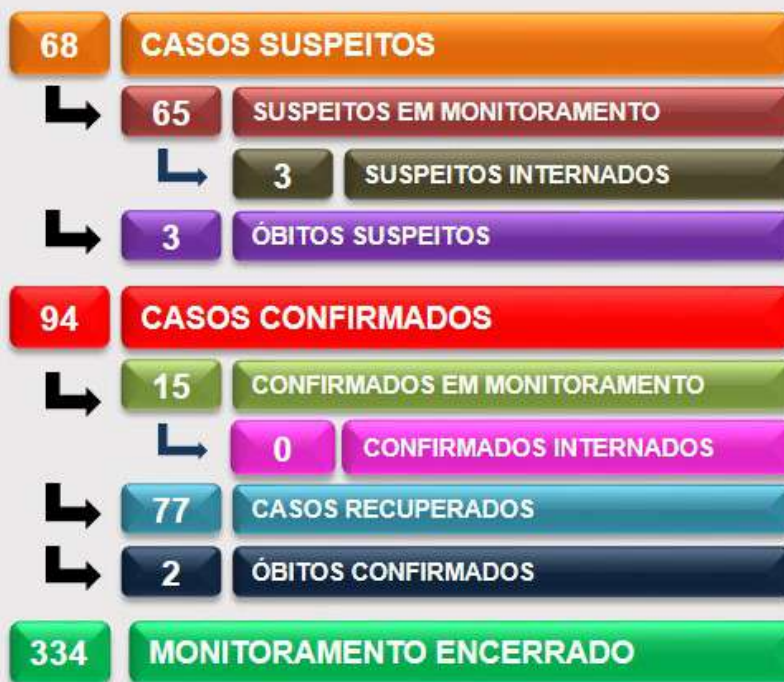 68 CASOS SUSPEITOS
65 SUSPEITOS EM MONITORAMENTO
3 SUSPEITOS INTERNADOS
3 ÓBITOS SUSPEITOS
94 CASOS CONFIRMADOS
15 CONFIRMADOS EM MONITORAMENTO
0 CONFIRMADOS INTERNADOS
77 CASOS RECUPERADOS
2 ÓBITOS CONFIRMADOS
334 MONITORAMENTO ENCERRADO